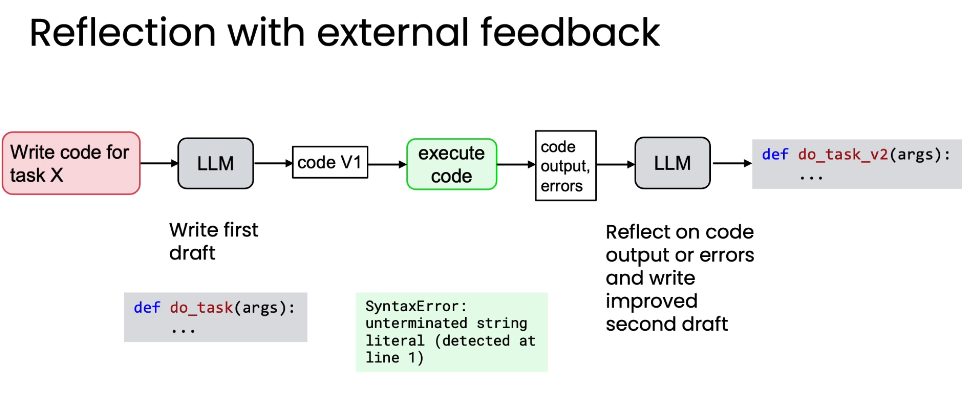 Reflection with external feedback
Write code for
task X
LLM
code V1
execute
code
code
output,
errors
LLM
def do_task_v2(args):
...
Write first
draft
Reflect on code
output or errors
and write
improved
second draft
def do_task(args):
...
SyntaxError:
unterminated string
literal (detected at
line 1)